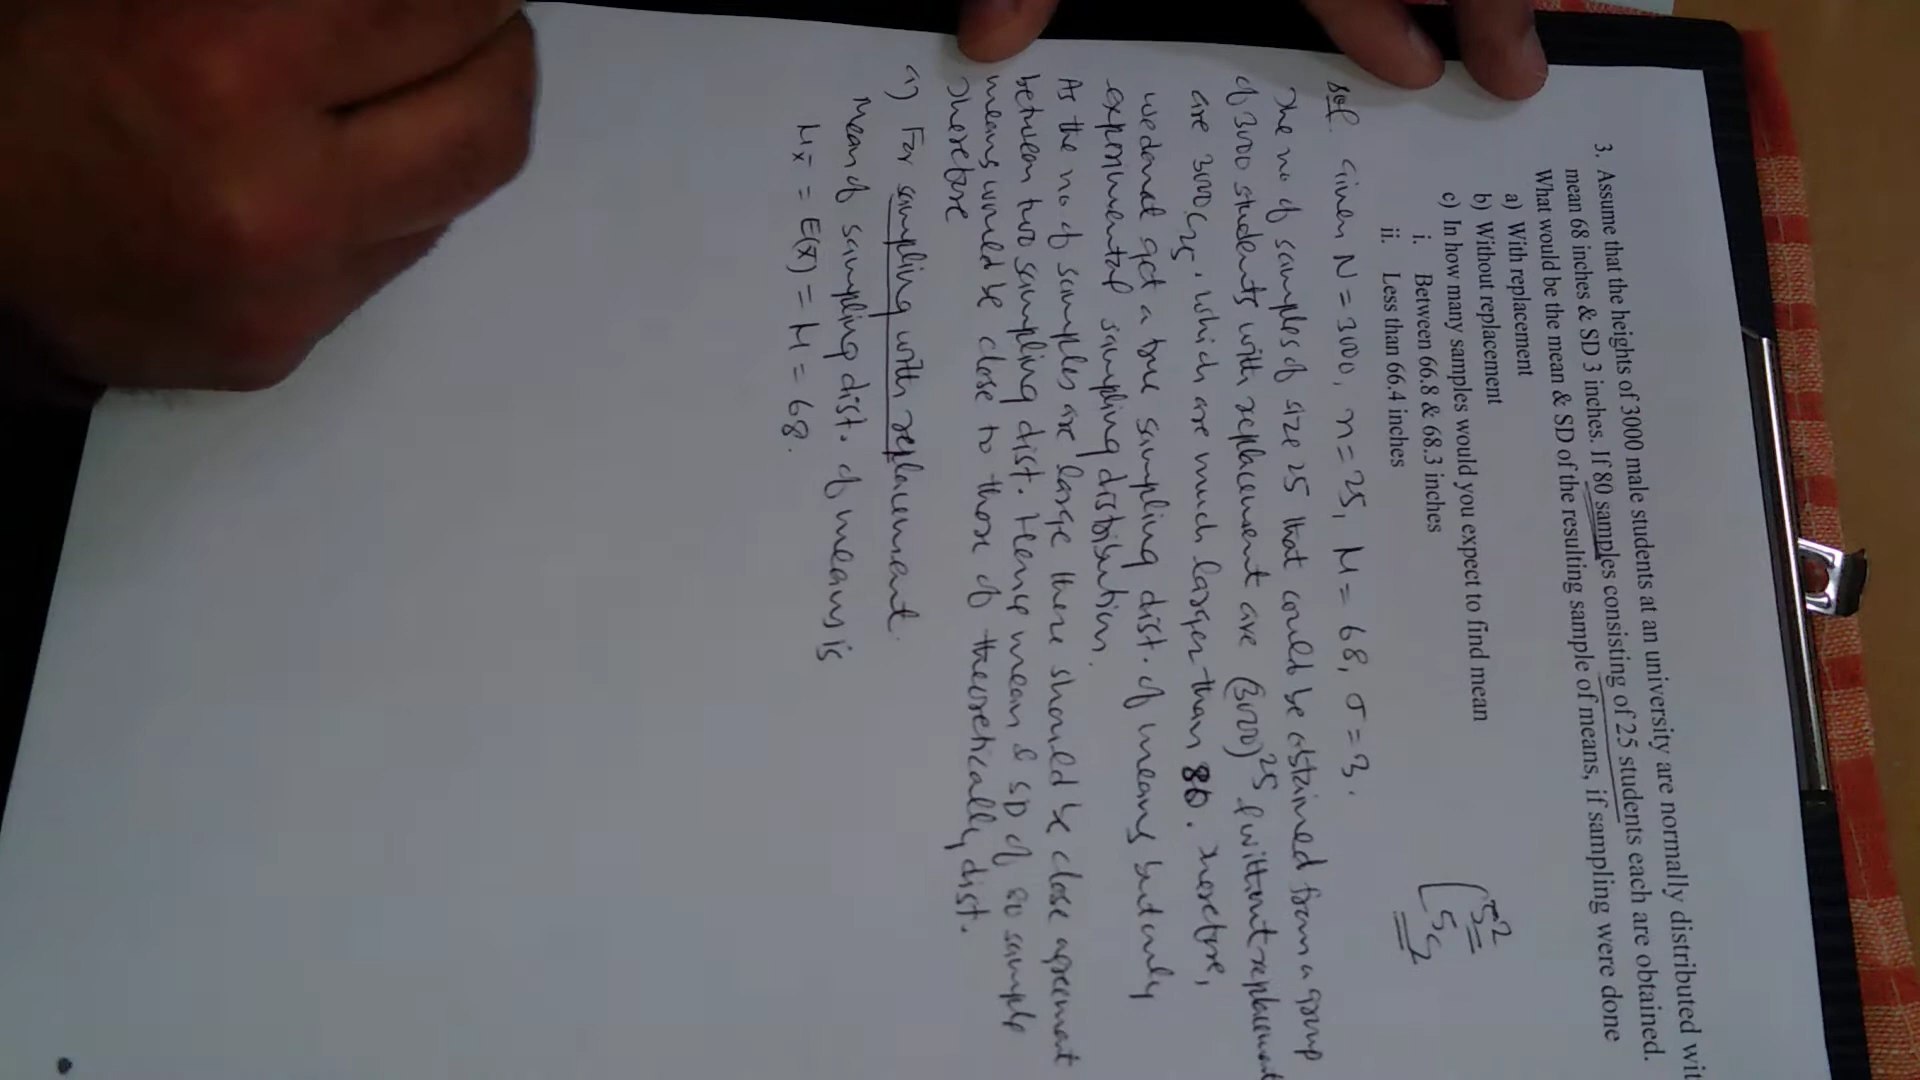 3. Assume that the heights of 3000 male students at an university are normally distributed wit
mean 68 inches & SD 3 inches. If 80 samples consisting of 25 students each are obtained.
What would be the mean & SD of the resulting sample of means, if sampling were done
a) With replacement
b) Without replacement
c) In how many samples would you expect to find mean
i. Between 66.8 & 68.3 inches
ii. Less than 66.4 inches
5²
5C2
Sol. Given N = 3000, n = 25, μ = 68, σ = 3.
The no of samples of size 25 that could be obtained from a group
of 3000 students with replacement are (3000)²⁵ & without replacement
are 3000C25, which are much larger than 80. Therefore,
we do not get a true sampling dist. of means but only
experimental sampling distribution.
As the no of samples are large there should be close agreement
between two sampling dist. Hence mean & SD of 80 sample
means would be close to those of theoretically dist.
Therefore
a) For sampling with replacement
Mean of sampling dist. of means is
μx̄ = E(x̄) = μ = 68.